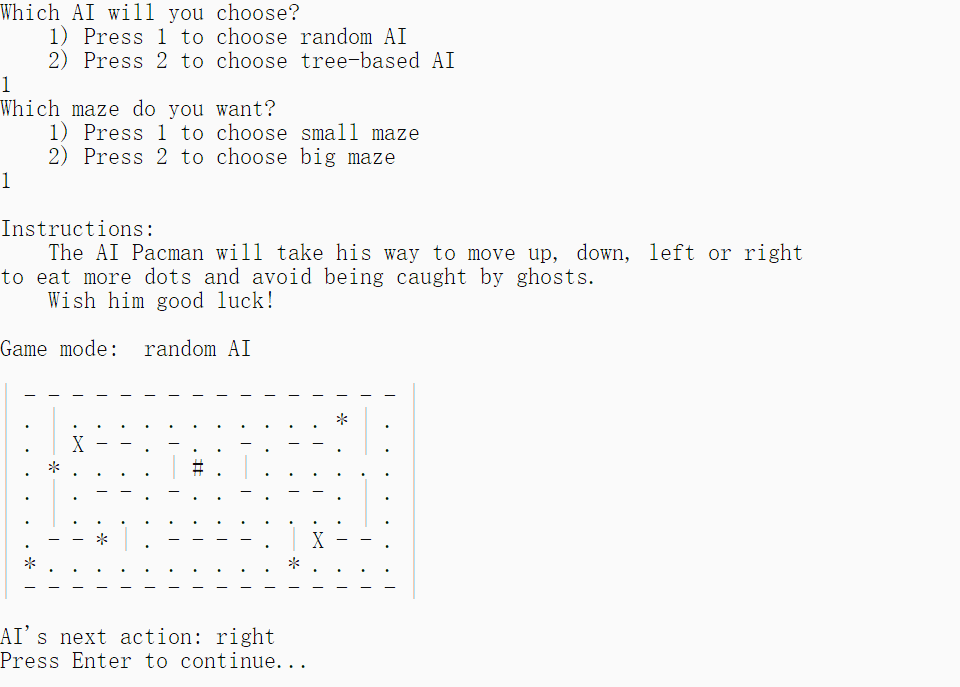 Which AI will you choose?
    1) Press 1 to choose random AI
    2) Press 2 to choose tree-based AI
1
Which maze do you want?
    1) Press 1 to choose small maze
    2) Press 2 to choose big maze
1

Instructions:
    The AI Pacman will take his way to move up, down, left or right
to eat more dots and avoid being caught by ghosts.
    Wish him good luck!

Game mode:  random AI

| - - - - - - - - - - - - - - - - |
| . | . . . . . . . . . . . * | . |
| . | X - - . - . . - . - - . | . |
| . * . . . . | # . | . . . . . . |
| . | . - - . - . . - . - - . | . |
| . | . . . . . . . . . . . . | . |
| . - - * | . - - - - . | X - - . |
| * . . . . . . . . . . * . . . . |
| - - - - - - - - - - - - - - - - |

AI's next action: right
Press Enter to continue...